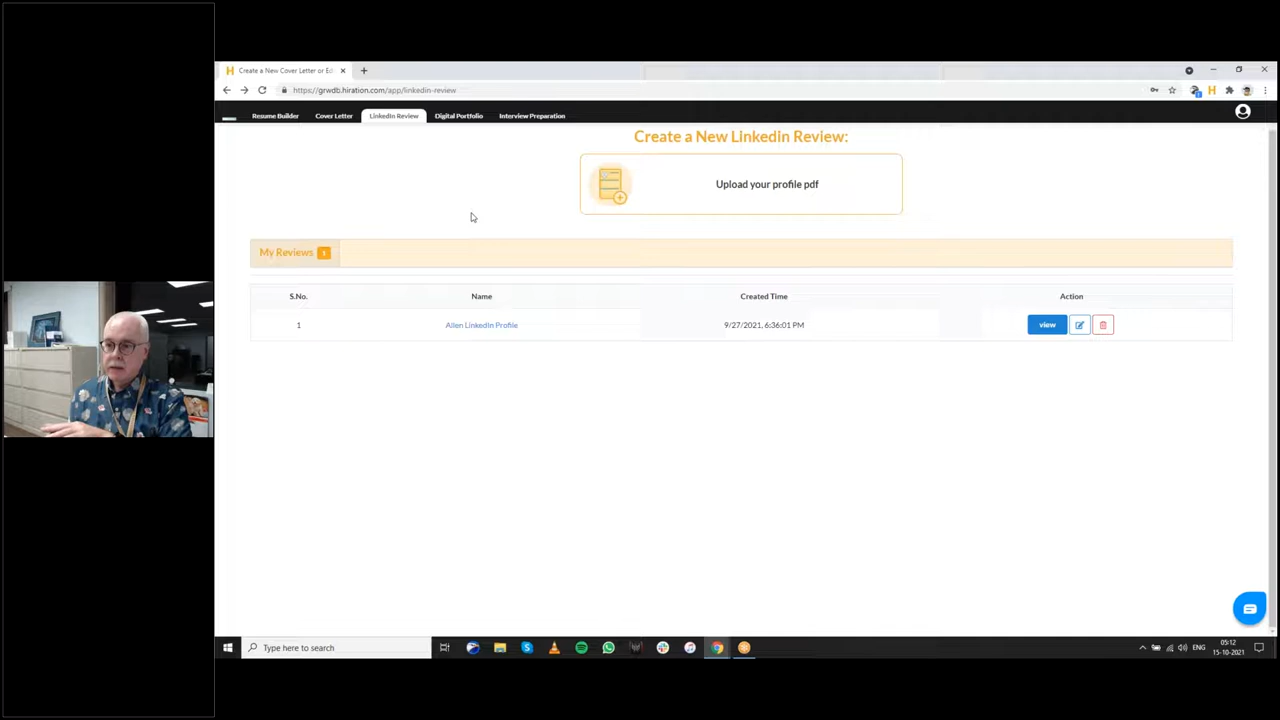 Create a New Cover Letter or Ed
https://grwdb.hiration.com/app/linkedin-review
Resume Builder Cover Letter LinkedIn Review Digital Portfolio Interview Preparation
Create a New Linkedin Review:
Upload your profile pdf
My Reviews 1
S.No. Name Created Time Action
1 Allen LinkedIn Profile 9/27/2021, 6:36:01 PM view
Type here to search
ENG
05:12
15-10-2021